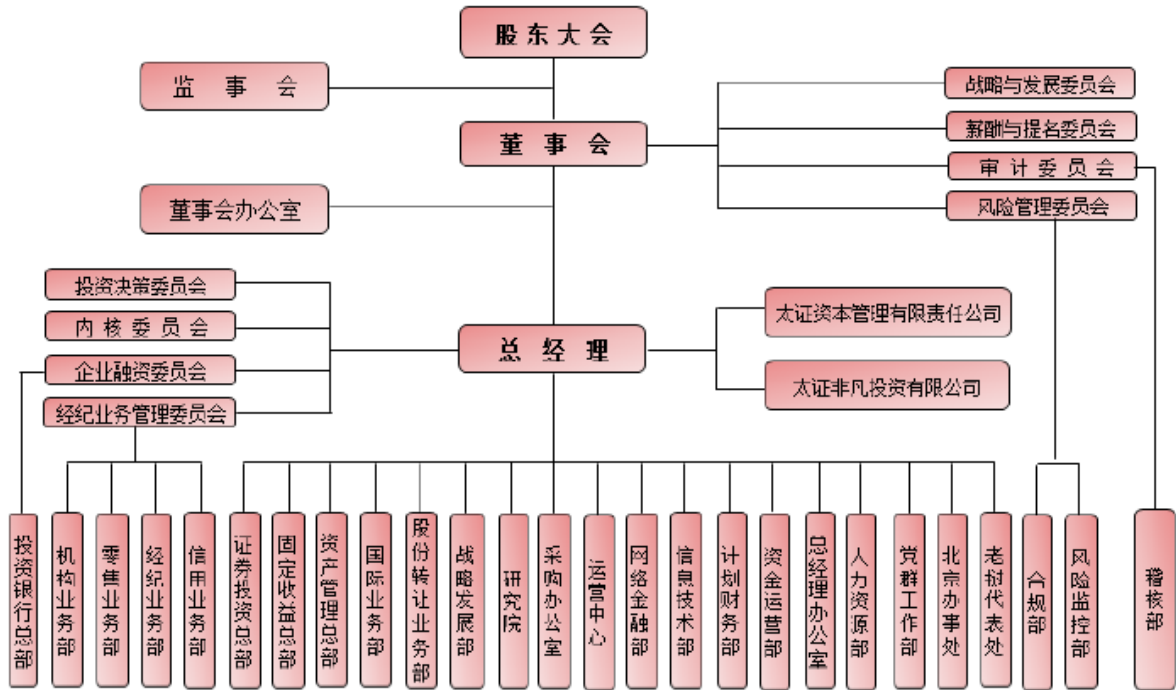 股东大会
监事会
战略与发展委员会
董事会
薪酬与提名委员会
审计委员会
董事会办公室
风险管理委员会
投资决策委员会
太证资本管理有限责任公司
内核委员会
总经理
企业融资委员会
太证非凡投资有限公司
经纪业务管理委员会
投资银行总部
机构业务部
零售业务部
经纪业务部
信用业务部
证券投资总部
固定收益总部
资产管理总部
国际业务部
股份转让业务部
战略发展部
研究院
采购办公室
运营中心
网络金融部
信息技术部
计划财务部
资金运营部
总经理办公室
人力资源部
党群工作部
北京办事处
老挝代表处
合规部
风险监控部
稽核部